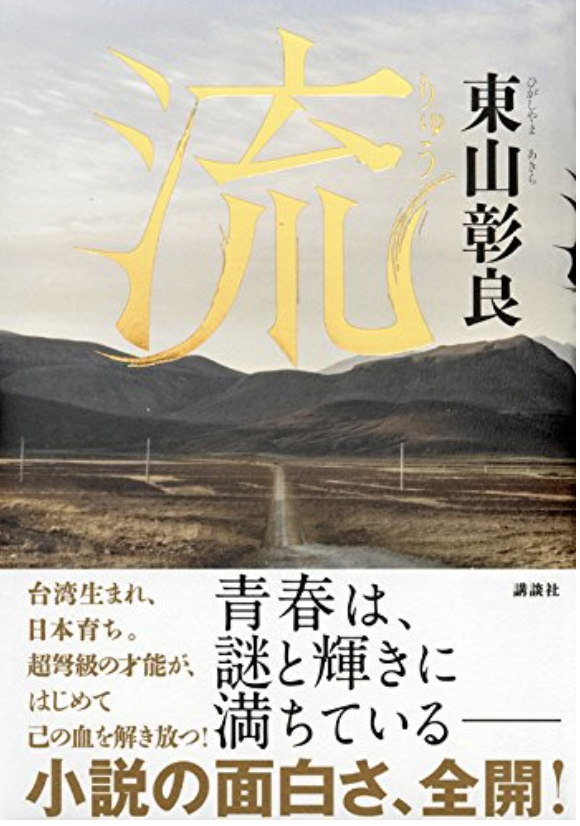 流
りゅう
東山彰良
ひがしやま あきら
講談社
台湾生まれ、
日本育ち。
超弩級の才能が、
はじめて
己の血を解き放つ!
青春は、
謎と輝きに
満ちている──
小説の面白さ、全開!